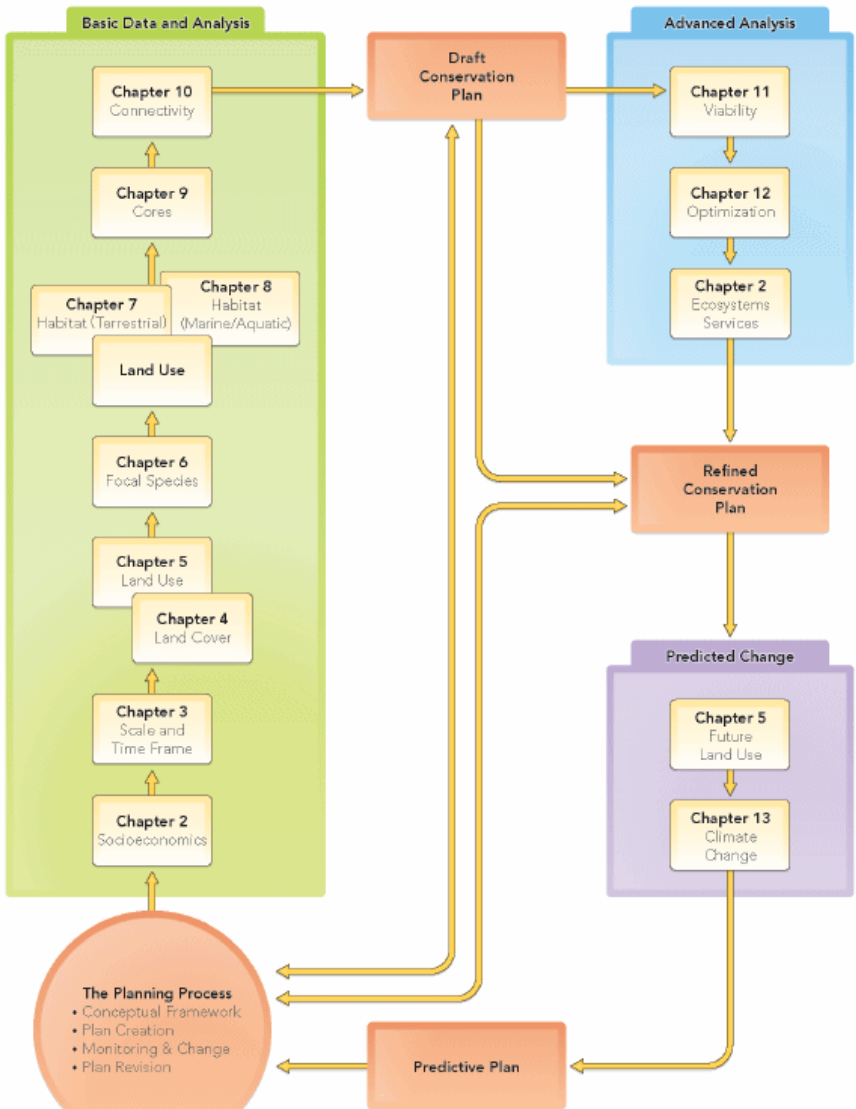 Basic Data and Analysis
Chapter 10
Connectivity
Chapter 9
Cores
Chapter 7
Habitat (Terrestrial)
Chapter 8
Habitat
(Marine/Aquatic)
Land Use
Chapter 6
Focal Species
Chapter 5
Land Use
Chapter 4
Land Cover
Chapter 3
Scale and
Time Frame
Chapter 2
Socioeconomics
The Planning Process
• Conceptual Framework
• Plan Creation
• Monitoring & Change
• Plan Revision
Draft
Conservation
Plan
Advanced Analysis
Chapter 11
Viability
Chapter 12
Optimization
Chapter 2
Ecosystems
Services
Refined
Conservation
Plan
Predicted Change
Chapter 5
Future
Land Use
Chapter 13
Climate
Change
Predictive Plan